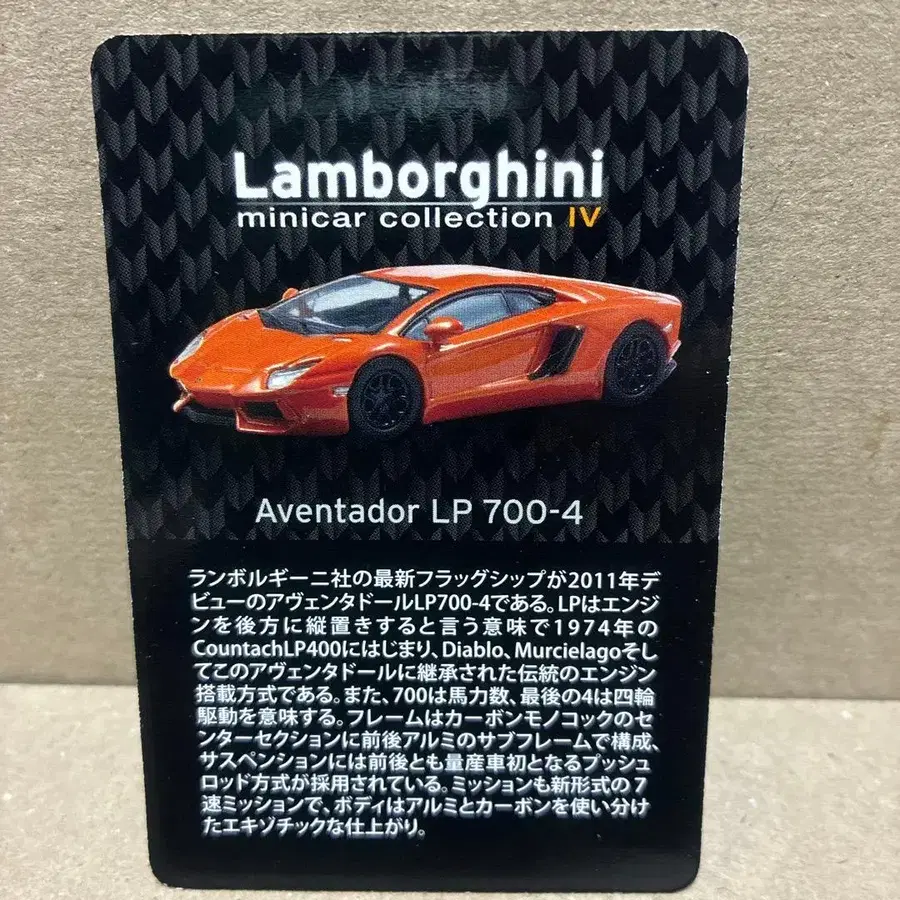 Lamborghini
minicar collection IV
Aventador LP 700-4
ランボルギーニ社の最新フラッグシップが2011年デ
ビューのアヴェンタドールLP700-4である。LPはエンジ
ンを後方に縦置きすると言う意味で1974年の
CountachLP400にはじまり、Diablo、Murcielagoそし
てこのアヴェンタドールに継承された伝統のエンジン
搭載方式である。また、700は馬力数、最後の4は四輪
駆動を意味する。フレームはカーボンモノコックのセ
ンターセクションに前後アルミのサブフレームで構成、
サスペンションには前後とも量産車初となるプッシュ
ロッド方式が採用されている。ミッションも新形式の7
速ミッションで、ボディはアルミとカーボンを使い分け
たエキゾチックな仕上がり。